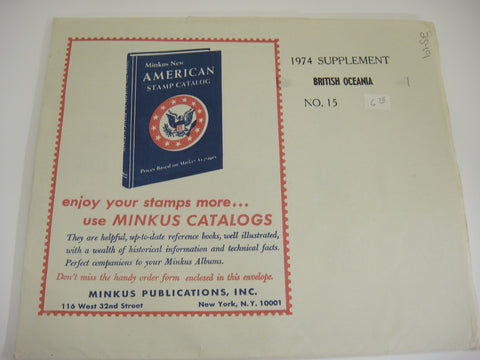 1974 SUPPLEMENT
BRITISH OCEANIA
NO. 15
Minkus New
AMERICAN
STAMP CATALOG
Prices Based on Market Averages
enjoy your stamps more...
use MINKUS CATALOGS
They are helpful, up-to-date reference books, well illustrated,
with a wealth of historical information and technical facts.
Perfect companions to your Minkus Albums.
Don't miss the handy order form enclosed in this envelope.
MINKUS PUBLICATIONS, INC.
116 West 32nd Street New York, N.Y. 10001